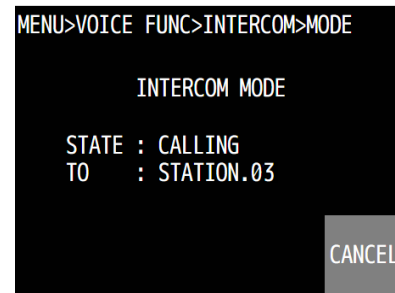 MENU>VOICE FUNC>INTERCOM>MODE
INTERCOM MODE
STATE : CALLING
TO : STATION.03
CANCEL